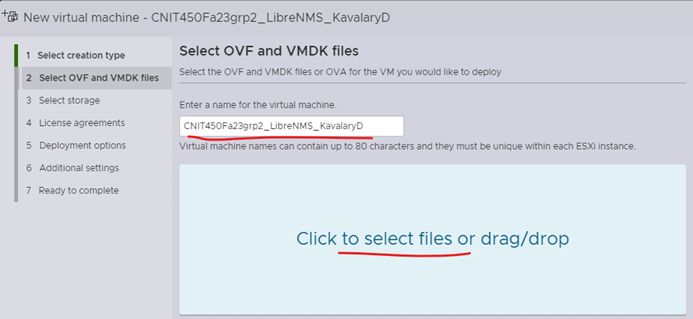 New virtual machine - CNIT450Fa23grp2_LibreNMS_KavalaryD
1 Select creation type
2 Select OVF and VMDK files
3 Select storage
4 License agreements
5 Deployment options
6 Additional settings
7 Ready to complete
Select OVF and VMDK files
Select the OVF and VMDK files or OVA for the VM you would like to deploy
Enter a name for the virtual machine.
CNIT450Fa23grp2_LibreNMS_KavalaryD
Virtual machine names can contain up to 80 characters and they must be unique within each ESXi instance.
Click to select files or drag/drop